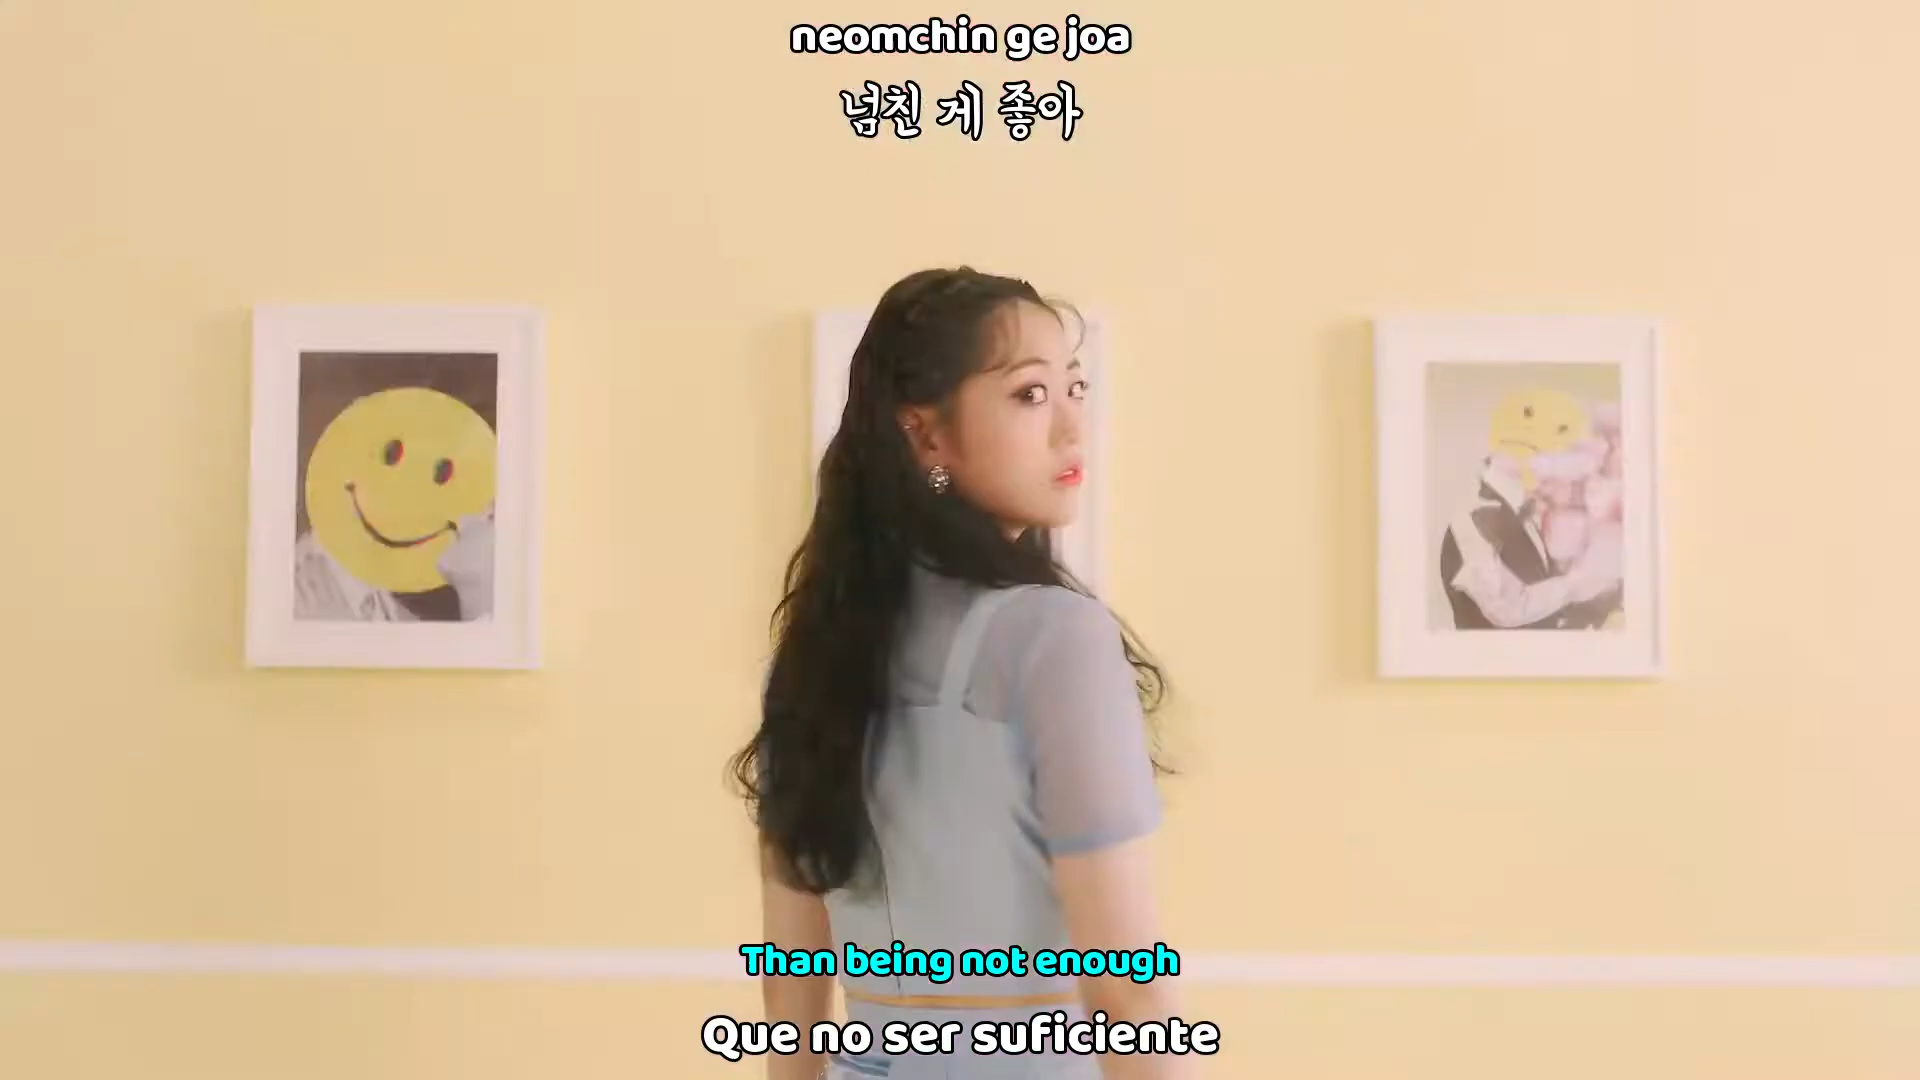 neomchin ge joa
넘친 게 좋아
Than being not enough
Que no ser suficiente